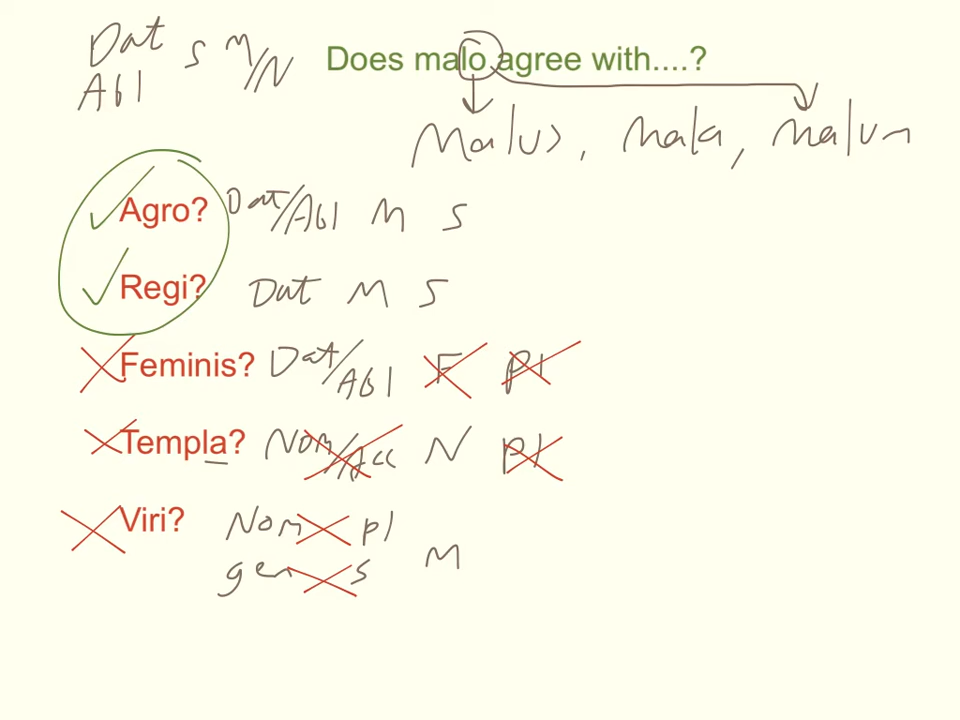 Dat S M/N
Abl
Does malo agree with....?
Malus, Mala, Malum
Agro? Dat/Abl M S
Regi? Dat M S
Feminis? Dat/Abl F Pl
Templa? Nom/Acc N Pl
Viri? Nom pl
gen s M